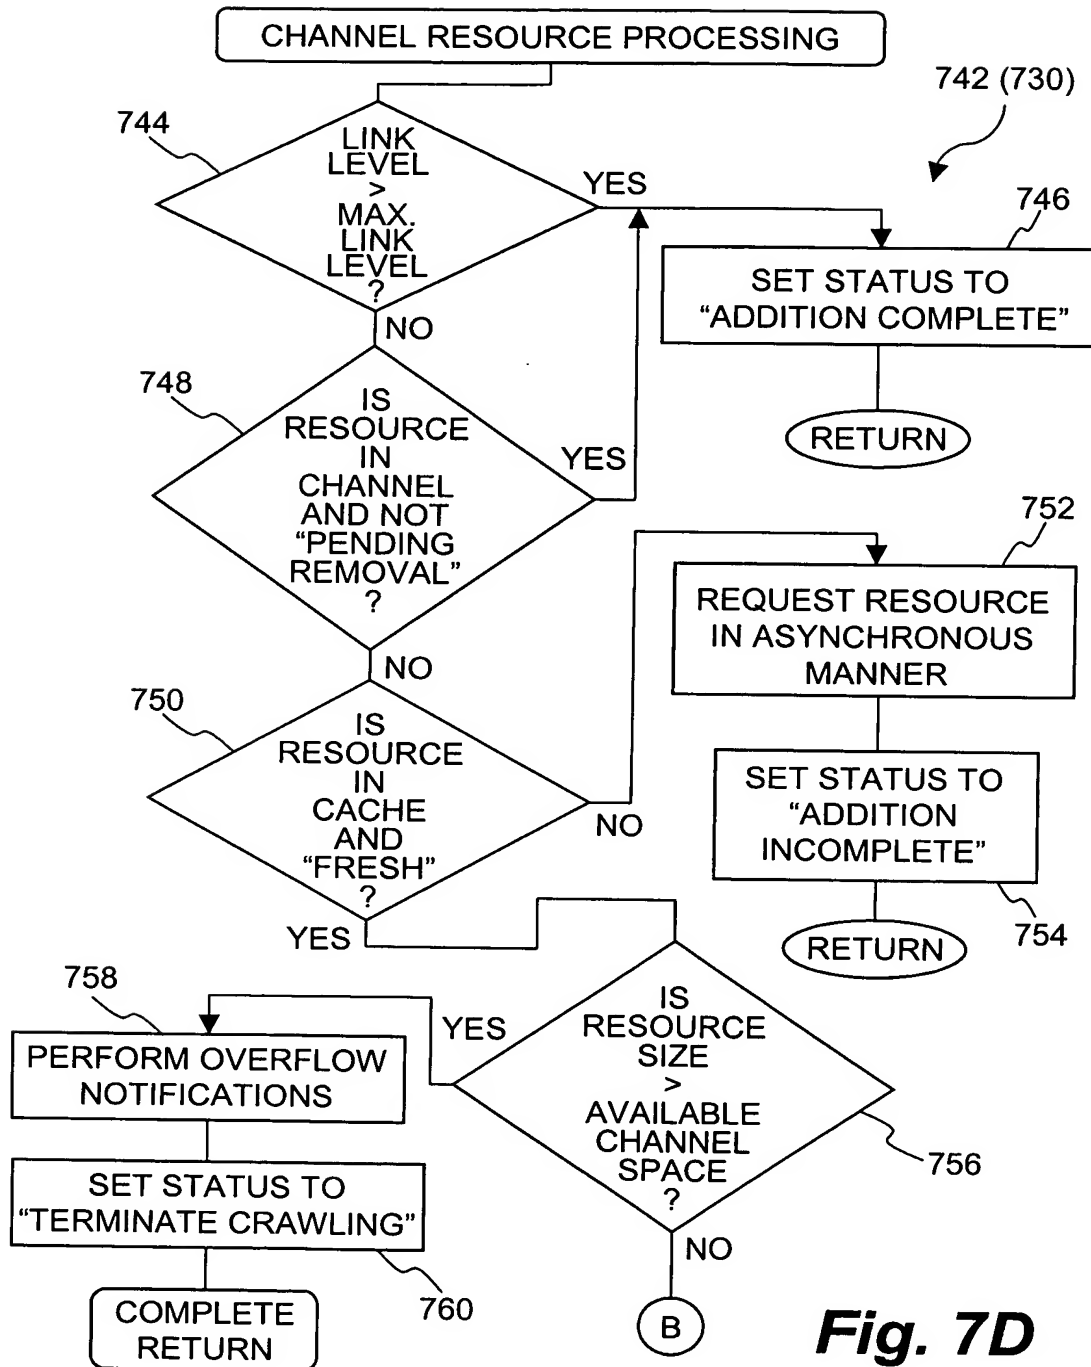 CHANNEL RESOURCE PROCESSING
742 (730)
744
LINK
LEVEL
>
MAX.
LINK
LEVEL
?
YES
NO
746
SET STATUS TO
“ADDITION COMPLETE”
RETURN
748
IS
RESOURCE
IN
CHANNEL
AND NOT
“PENDING
REMOVAL”
?
YES
NO
750
IS
RESOURCE
IN
CACHE
AND
“FRESH”
?
NO
YES
752
REQUEST RESOURCE
IN ASYNCHRONOUS
MANNER
SET STATUS TO
“ADDITION
INCOMPLETE”
754
RETURN
IS
RESOURCE
SIZE
>
AVAILABLE
CHANNEL
SPACE
?
756
YES
NO
758
PERFORM OVERFLOW
NOTIFICATIONS
SET STATUS TO
“TERMINATE CRAWLING”
760
COMPLETE
RETURN
B
Fig. 7D